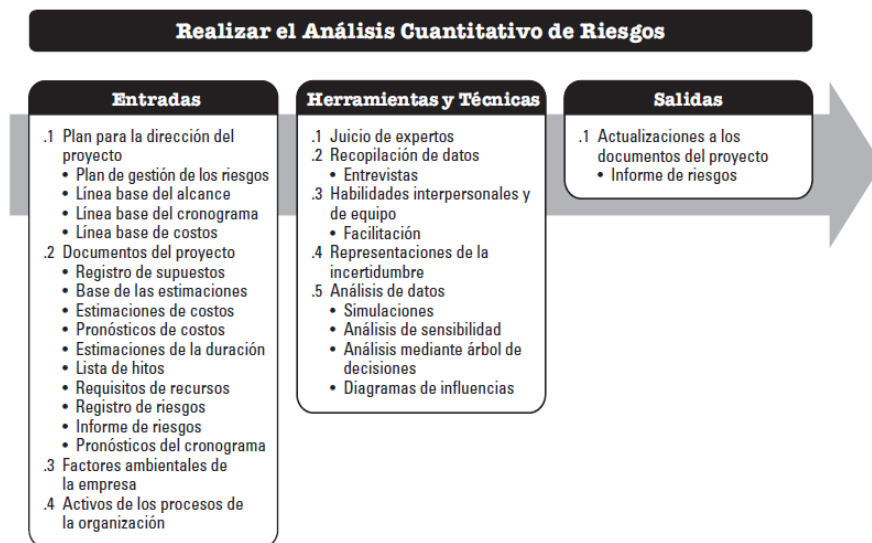 Realizar el Análisis Cuantitativo de Riesgos
Entradas
.1 Plan para la dirección del
proyecto
• Plan de gestión de los riesgos
• Línea base del alcance
• Línea base del cronograma
• Línea base de costos
.2 Documentos del proyecto
• Registro de supuestos
• Base de las estimaciones
• Estimaciones de costos
• Pronósticos de costos
• Estimaciones de la duración
• Lista de hitos
• Requisitos de recursos
• Registro de riesgos
• Informe de riesgos
• Pronósticos del cronograma
.3 Factores ambientales de
la empresa
.4 Activos de los procesos de
la organización
Herramientas y Técnicas
.1 Juicio de expertos
.2 Recopilación de datos
• Entrevistas
.3 Habilidades interpersonales y
de equipo
• Facilitación
.4 Representaciones de la
incertidumbre
.5 Análisis de datos
• Simulaciones
• Análisis de sensibilidad
• Análisis mediante árbol de
decisiones
• Diagramas de influencias
Salidas
.1 Actualizaciones a los
documentos del proyecto
• Informe de riesgos